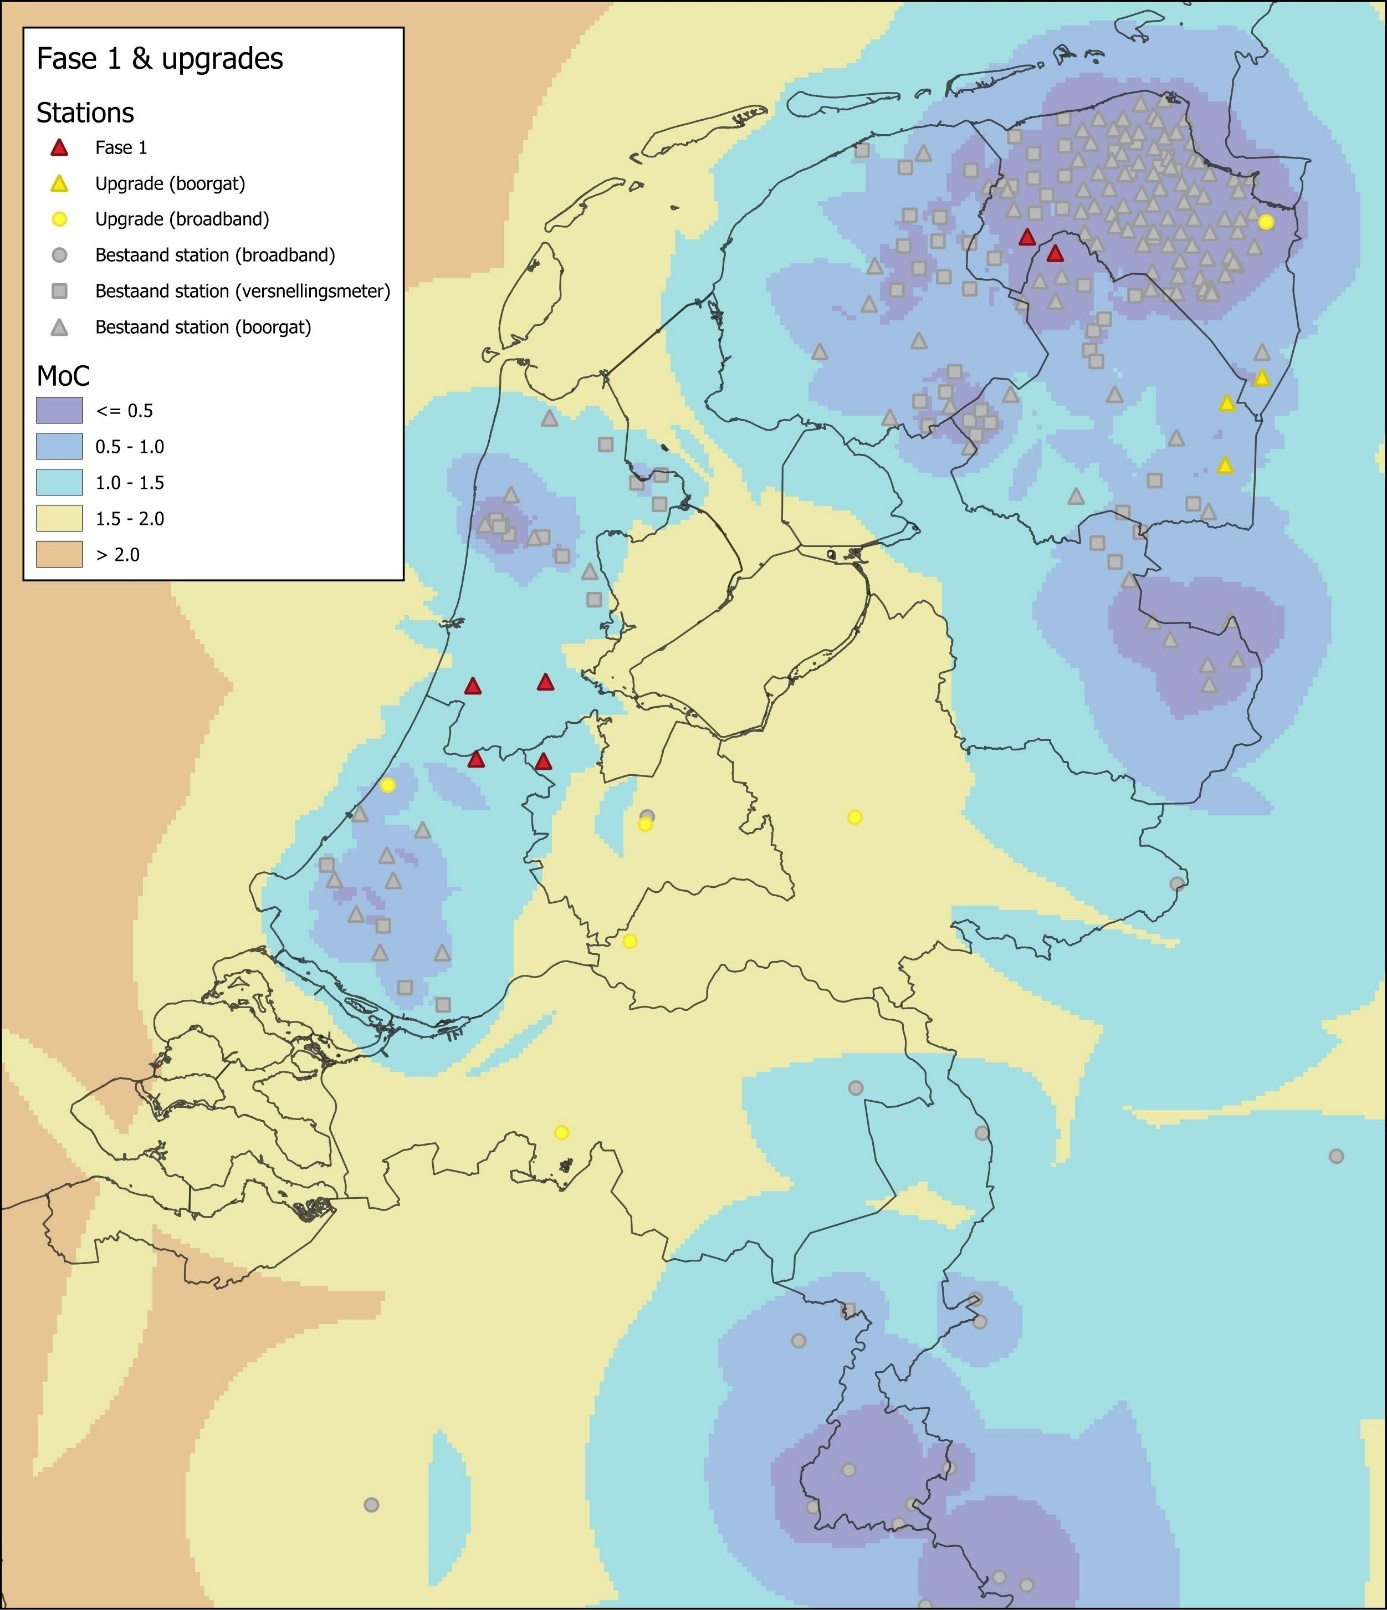 Fase 1 & upgrades
Stations
Fase 1
Upgrade (boorgat)
Upgrade (broadband)
Bestaand station (broadband)
Bestaand station (versnellingsmeter)
Bestaand station (boorgat)
MoC
<= 0.5
0.5 - 1.0
1.0 - 1.5
1.5 - 2.0
> 2.0